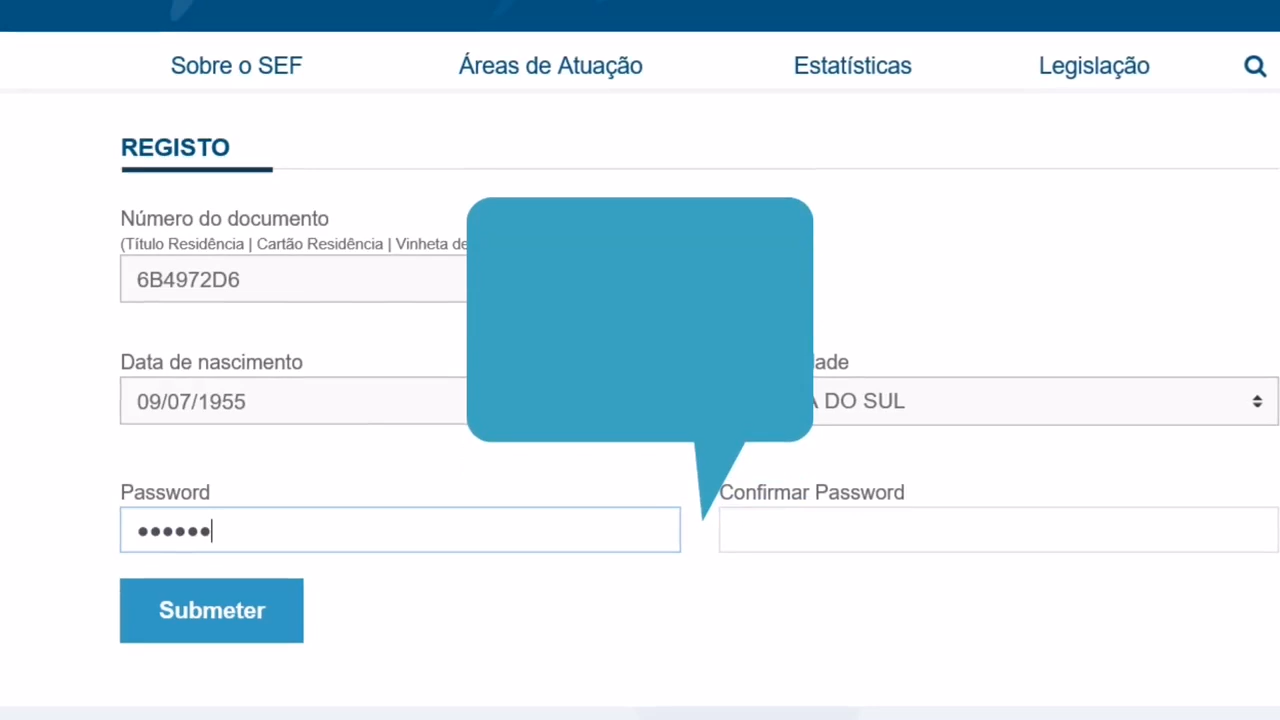 Sobre o SEF Áreas de Atuação Estatísticas Legislação
REGISTO
Número do documento
(Título Residência | Cartão Residência | Vinheta de
6B4972D6
Data de nascimento
09/07/1955
DO SUL
Password Confirmar Password
••••••
Submeter